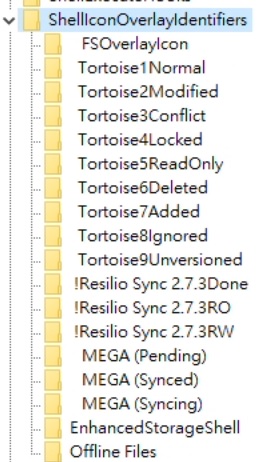 ShellIconOverlayIdentifiers
FSOverlayIcon
Tortoise1Normal
Tortoise2Modified
Tortoise3Conflict
Tortoise4Locked
Tortoise5ReadOnly
Tortoise6Deleted
Tortoise7Added
Tortoise8Ignored
Tortoise9Unversioned
!Resilio Sync 2.7.3Done
!Resilio Sync 2.7.3RO
!Resilio Sync 2.7.3RW
MEGA (Pending)
MEGA (Synced)
MEGA (Syncing)
EnhancedStorageShell
Offline Files